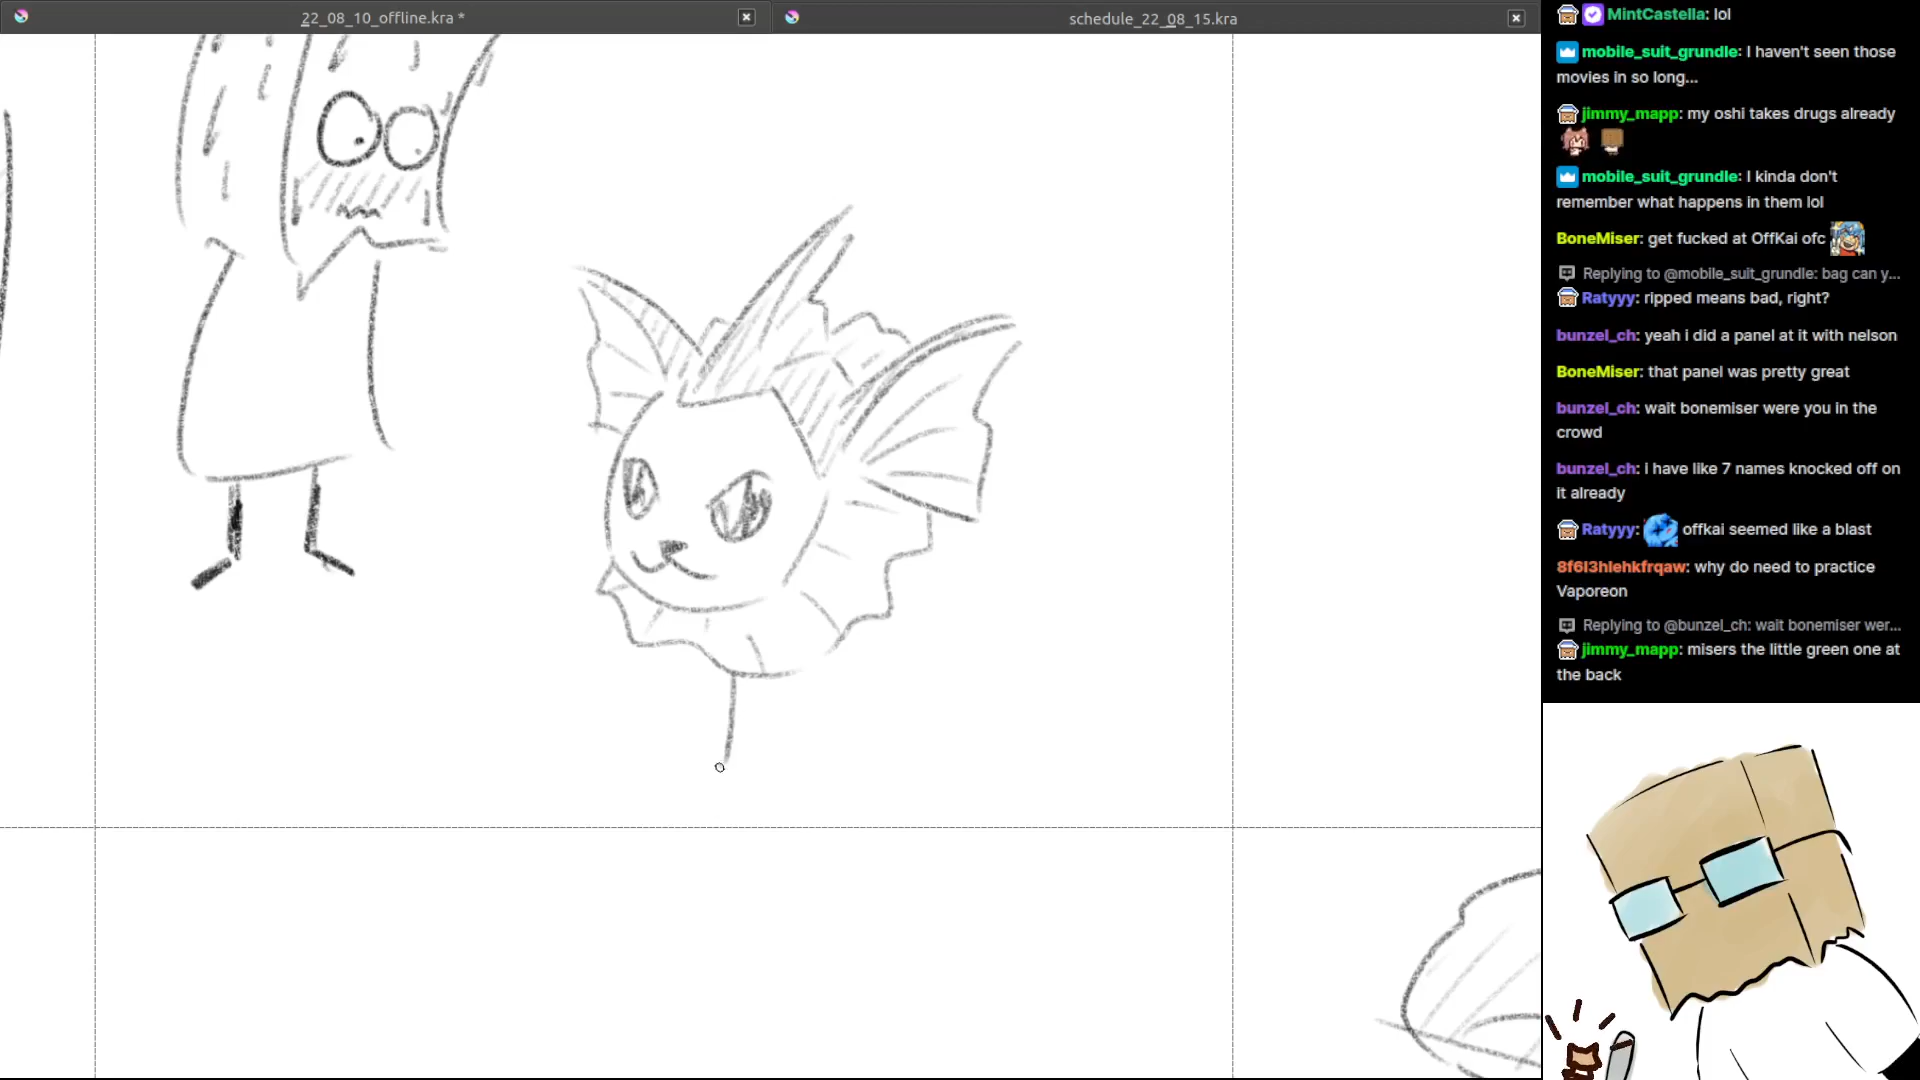 22_08_10_offline.kra *
schedule_22_08_15.kra
MintCastella: lol
mobile_suit_grundle: I haven't seen those
movies in so long...
jimmy_mapp: my oshi takes drugs already
mobile_suit_grundle: I kinda don't
remember what happens in them lol
BoneMiser: get fucked at OffKai ofc
Replying to @mobile_suit_grundle: bag can y...
Ratyyy: ripped means bad, right?
bunzel_ch: yeah i did a panel at it with nelson
BoneMiser: that panel was pretty great
bunzel_ch: wait bonemiser were you in the
crowd
bunzel_ch: i have like 7 names knocked off on
it already
Ratyyy: offkai seemed like a blast
why do need to practice
Vaporeon
Replying to @bunzel_ch: wait bonemiser wer...
jimmy_mapp: misers the little green one at
the back